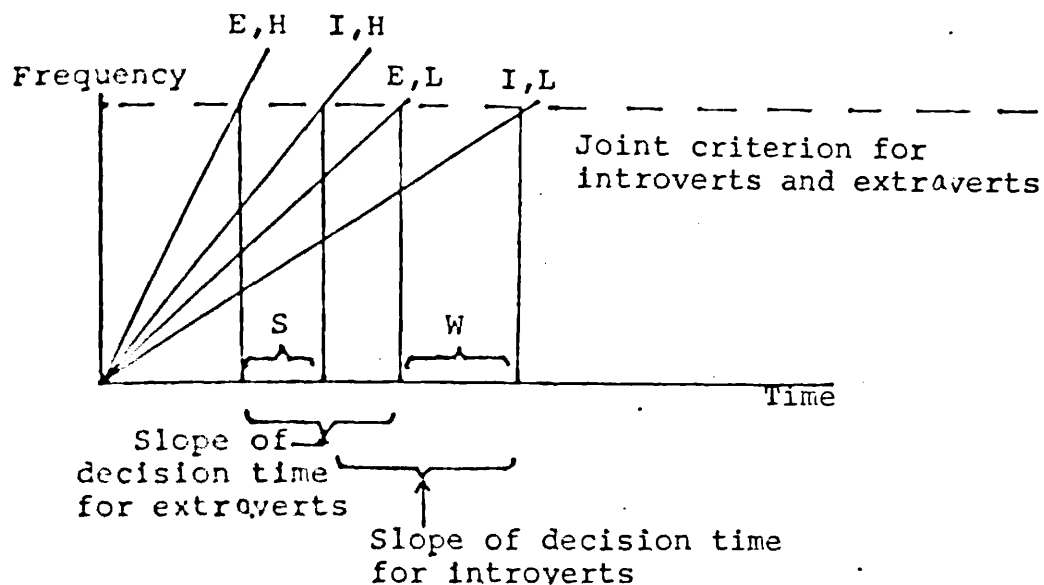 E,H I,H
E,L I,L
Frequency
Joint criterion for
introverts and extraverts
S
W
Time
Slope of
decision time
for extraverts
Slope of decision time
for introverts